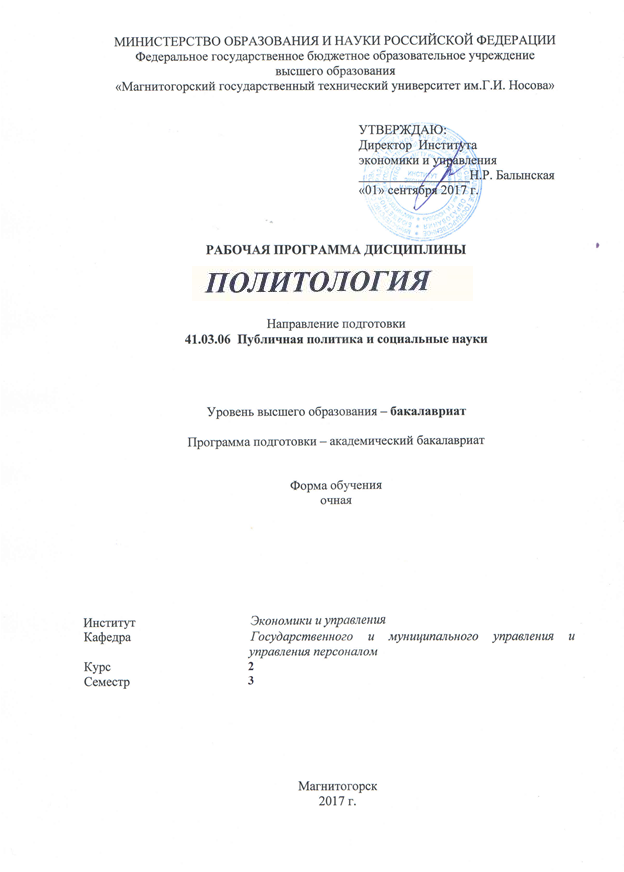 МИНИСТЕРСТВО ОБРАЗОВАНИЯ И НАУКИ РОССИЙСКОЙ ФЕДЕРАЦИИ
Федеральное государственное бюджетное образовательное учреждение
высшего образования
«Магнитогорский государственный технический университет им.Г.И. Носова»
УТВЕРЖДАЮ:
Директор Института
экономики и управления
Н.Р. Балынская
«01» сентября 2017 г.
РАБОЧАЯ ПРОГРАММА ДИСЦИПЛИНЫ
ПОЛИТОЛОГИЯ
Направление подготовки
41.03.06 Публичная политика и социальные науки
Уровень высшего образования – бакалавриат
Программа подготовки – академический бакалавриат
Форма обучения
очная
Институт Экономики и управления
Кафедра Государственного и муниципального управления и
управления персоналом
Курс 2
Семестр 3
Магнитогорск
2017 г.